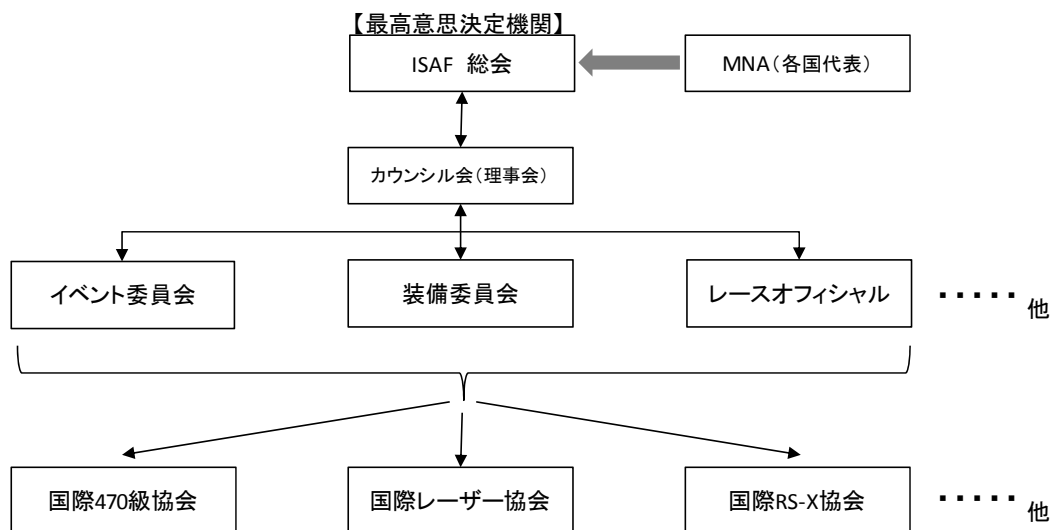 【最高意思決定機関】
ISAF 総会
MNA（各国代表）
カウンシル会（理事会）
イベント委員会
装備委員会
レースオフィシャル
・・・・・他
国際470級協会
国際レーザー協会
国際RS-X協会
・・・・・他